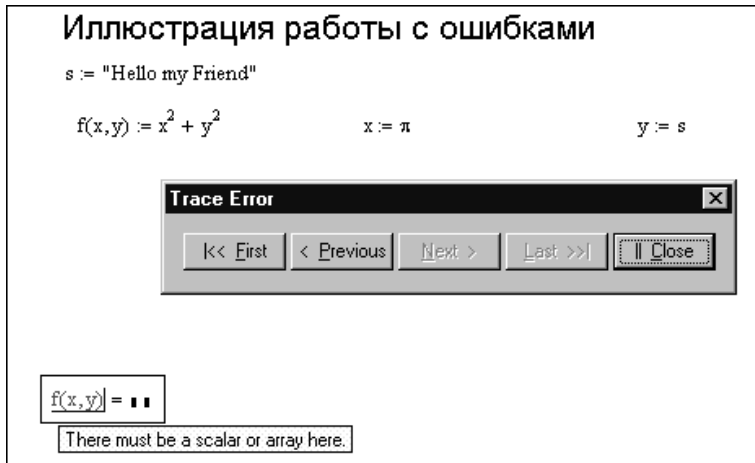 Иллюстрация работы с ошибками
s := "Hello my Friend"
f(x,y) := x² + y² x := π y := s
Trace Error
|<< First < Previous Next > Last >>| || Close
f(x,y) = ▪ ▪
There must be a scalar or array here.